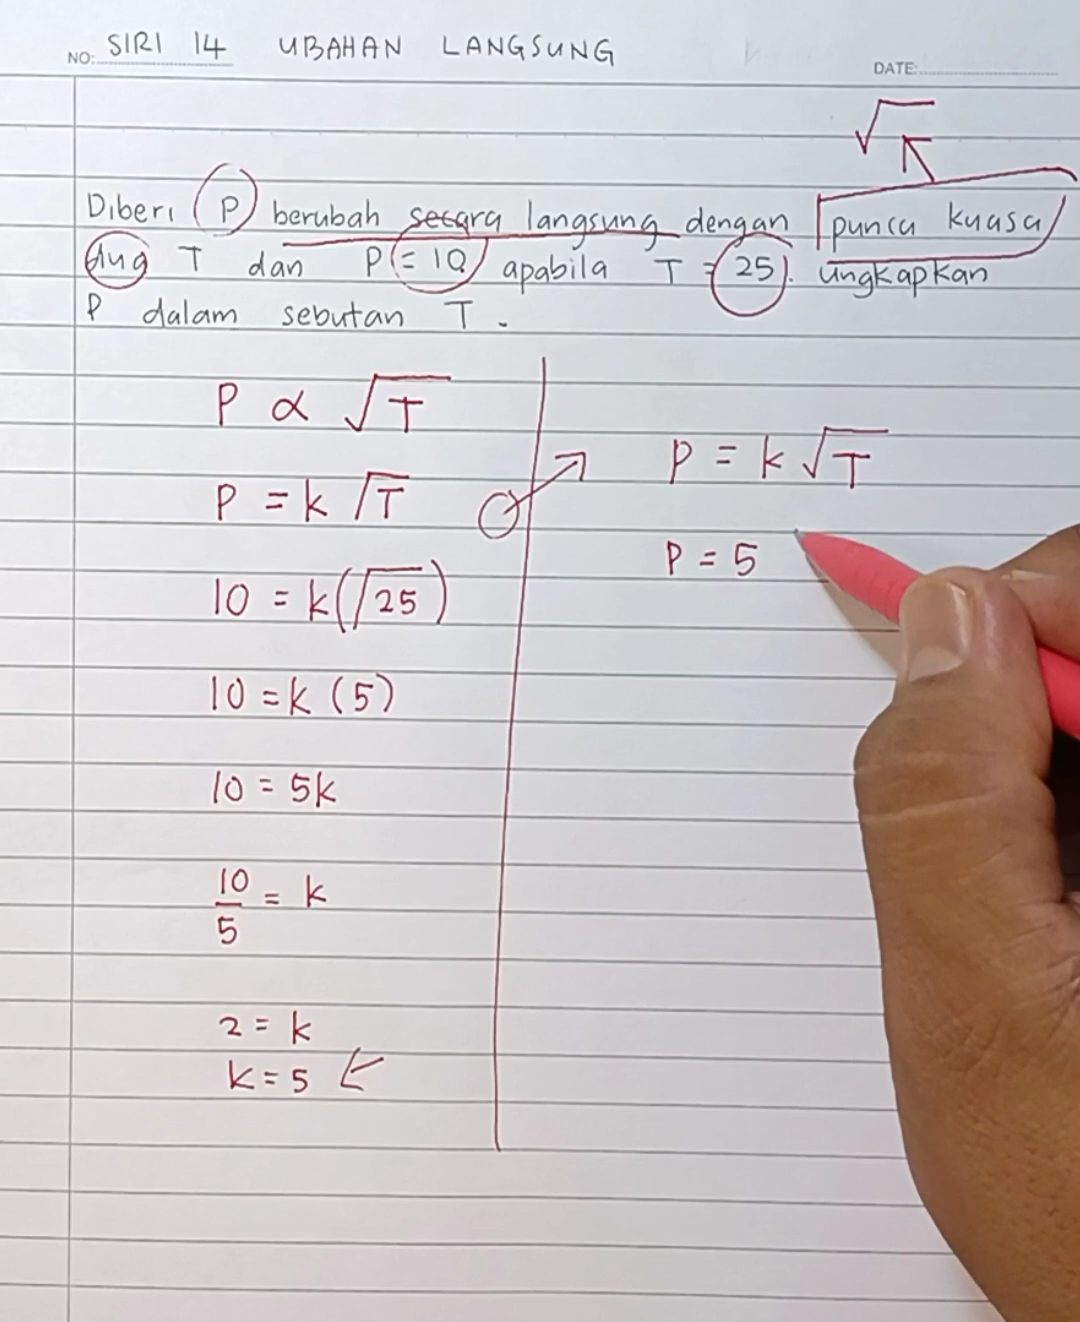 NO: SIRI 14 UBAHAN LANGSUNG
DATE:
√
Diberi P berubah secara langsung dengan punca kuasa
dua T dan P = 10 apabila T = 25. Ungkapkan
P dalam sebutan T.
P ∝ √T
P = k √T
10 = k(√25)
10 = k (5)
10 = 5k
10/5 = k
2 = k
k = 5
P = k √T
P = 5